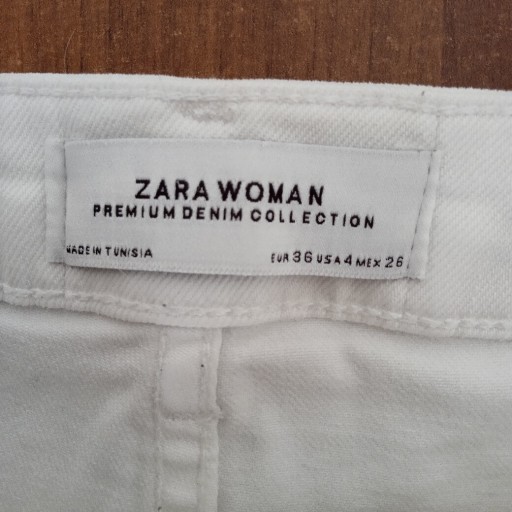 ZARA WOMAN
PREMIUM DENIM COLLECTION
MADE IN TUNISIA EUR 36 USA 4 MEX 26